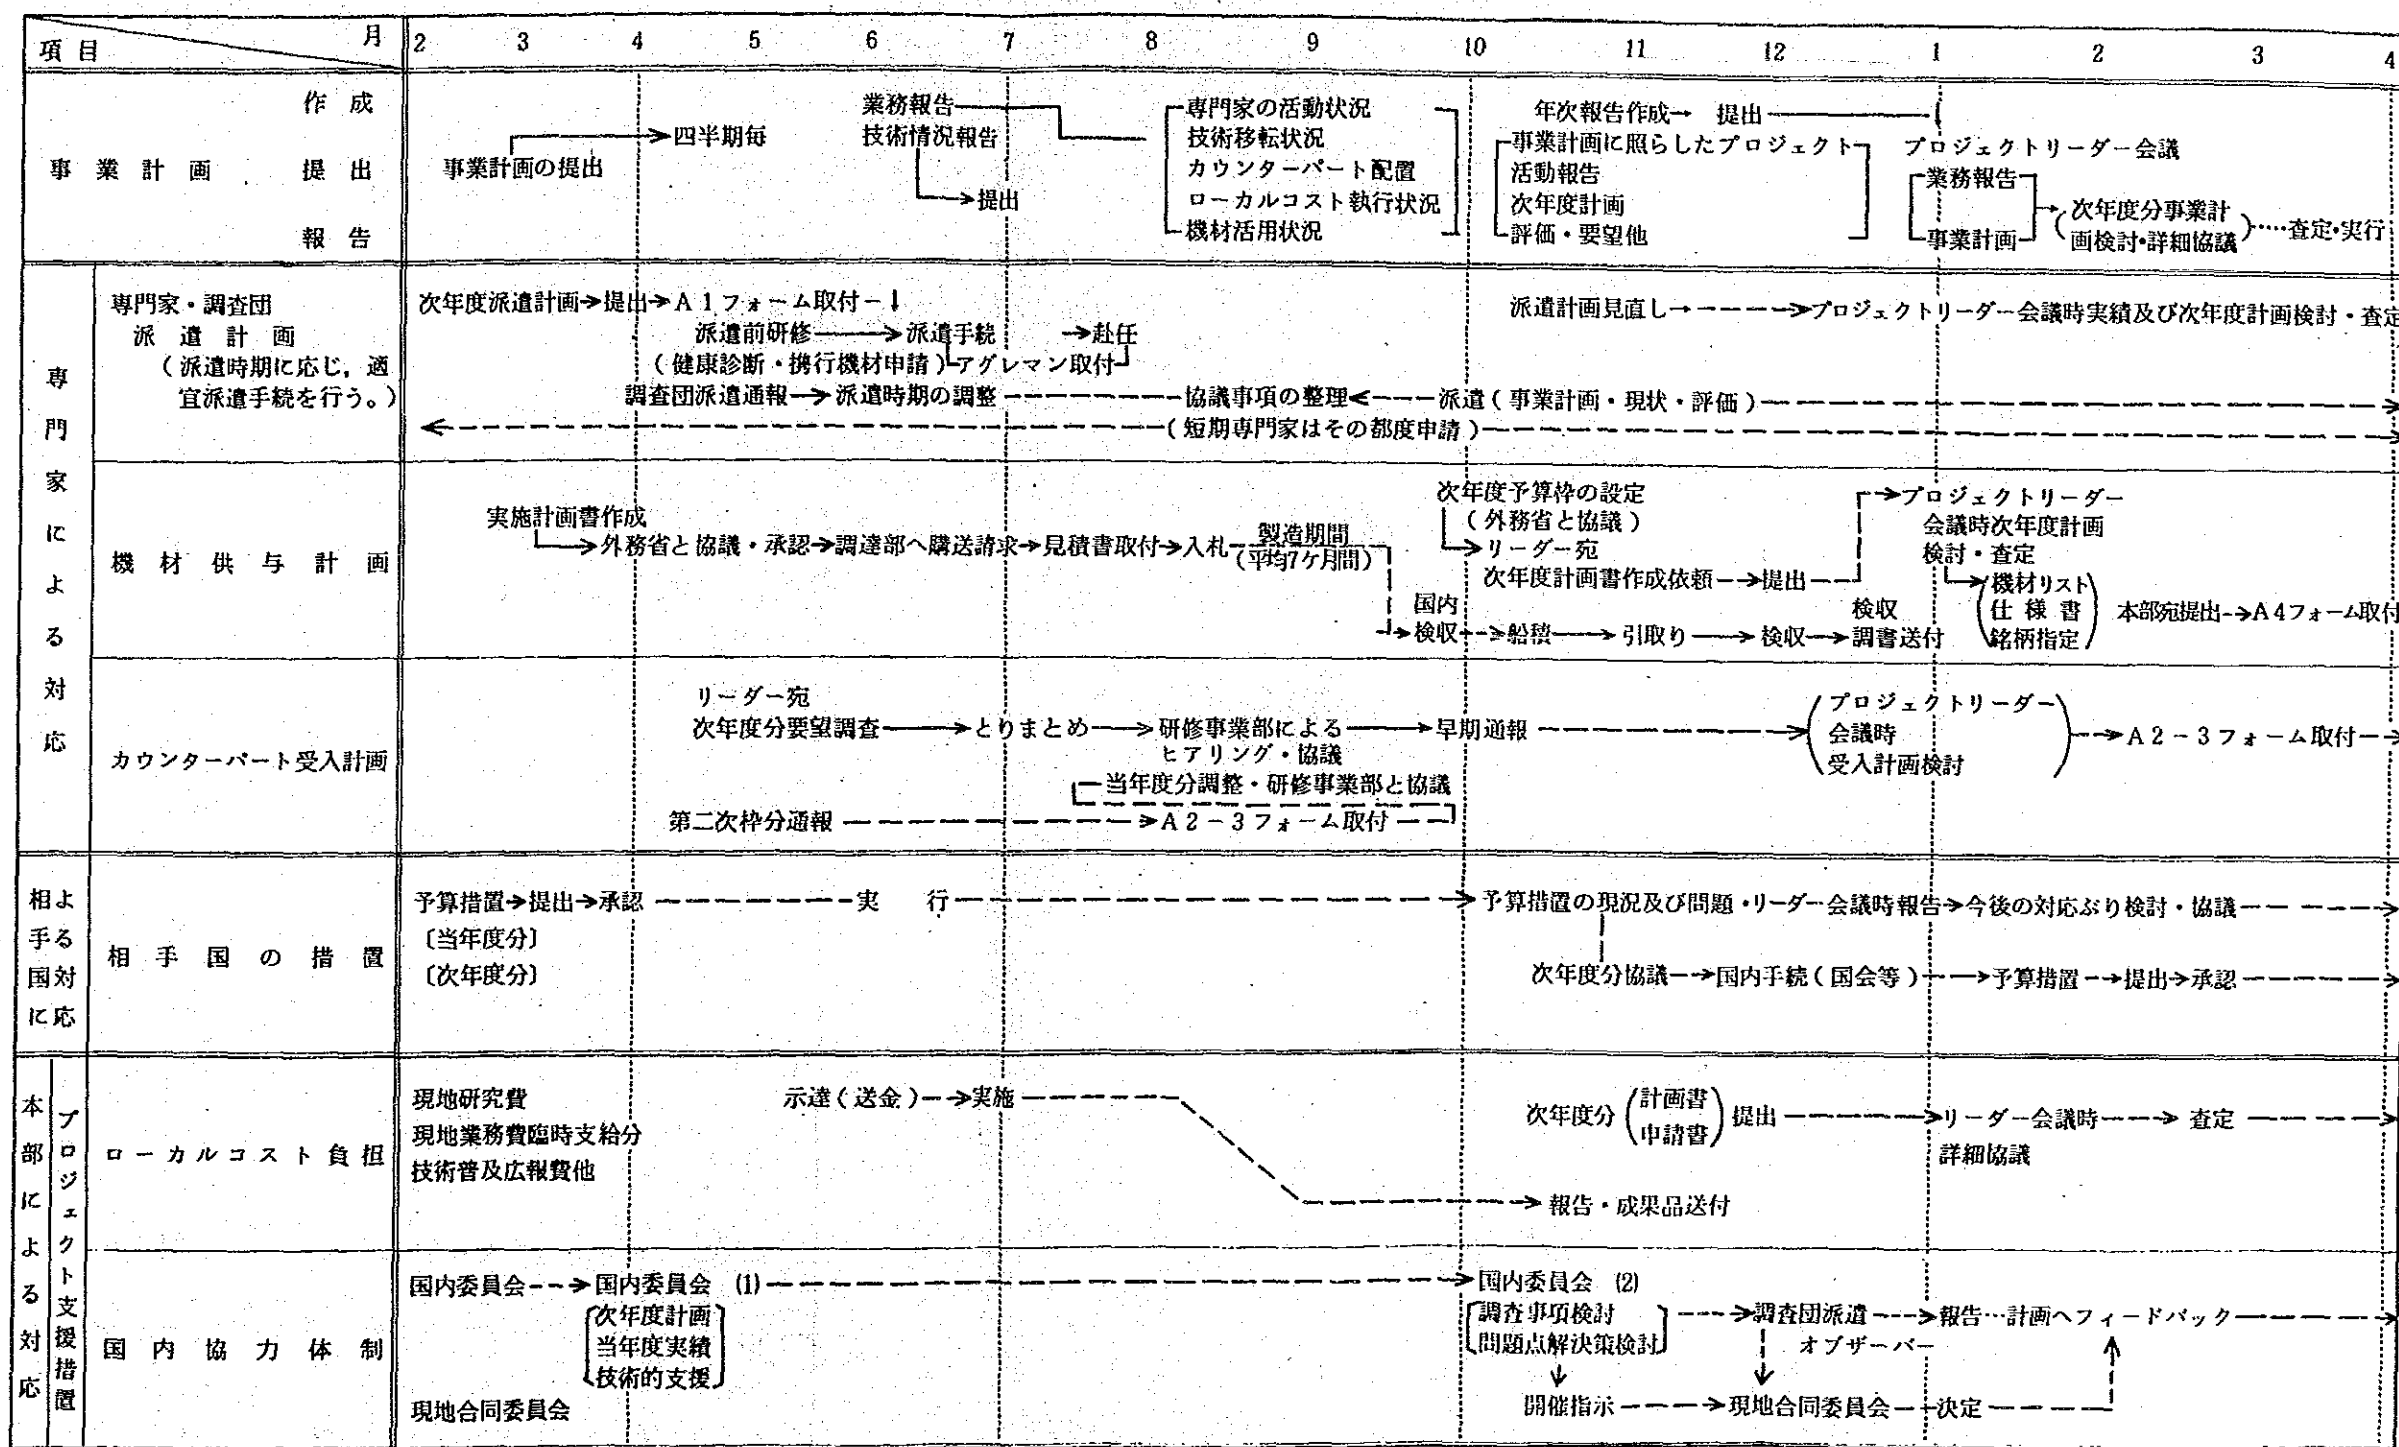 項目 月 2 3 4 5 6 7 8 9 10 11 12 1 2 3 4
事業計画
作成
提出
報告
事業計画の提出
四半期毎
業務報告
技術情況報告
提出
専門家の活動状況
技術移転状況
カウンターパート配置
ローカルコスト執行状況
機材活用状況
年次報告作成→ 提出
事業計画に照らしたプロジェクト
活動報告
次年度計画
評価・要望他
プロジェクトリーダー会議
業務報告
事業計画
次年度分事業計
画検討・詳細協議
査定・実行
専門家による対応
専門家・調査団
派遣計画
(派遣時期に応じ,適
宜派遣手続を行う。)
次年度派遣計画→提出→A1フォーム取付
派遣前研修→派遣手続→赴任
(健康診断・携行機材申請)アグレマン取付
調査団派遣通報→派遣時期の調整
協議事項の整理←派遣(事業計画・現状・評価)
(短期専門家はその都度申請)
派遣計画見直し→プロジェクトリーダー会議時実績及び次年度計画検討・査定
機材供与計画
実施計画書作成
外務省と協議・承認→調達部へ購送請求→見積書取付→入札
製造期間
(平均7ケ月間)
国内
検収→船積→引取り→検収→
検収
調書送付
次年度予算枠の設定
(外務省と協議)
リーダー宛
次年度計画書作成依頼→提出
プロジェクトリーダー
会議時次年度計画
検討・査定
機材リスト
仕様書
銘柄指定
本部宛提出→A4フォーム取付
カウンターパート受入計画
リーダー宛
次年度分要望調査→とりまとめ→研修事業部による
ヒアリング・協議
早期通報
当年度分調整・研修事業部と協議
第二次枠分通報→A2-3フォーム取付
プロジェクトリーダー
会議時
受入計画検討
A2-3フォーム取付
相手国による対応
相手国の措置
予算措置→提出→承認
〔当年度分〕
〔次年度分〕
実行
予算措置の現況及び問題・リーダー会議時報告→今後の対応ぶり検討・協議
次年度分協議→国内手続(国会等)→予算措置→提出→承認
本部による対応
プロジェクト支援措置
ローカルコスト負担
現地研究費
現地業務費臨時支給分
技術普及広報費他
示達(送金)→実施
報告・成果品送付
次年度分(計画書
申請書)提出
リーダー会議時→査定
詳細協議
国内協力体制
国内委員会→国内委員会 (1)
次年度計画
当年度実績
技術的支援
現地合同委員会
国内委員会 (2)
調査事項検討
問題点解決策検討
調査団派遣→報告…計画へフィードバック
オブザーバー
開催指示→現地合同委員会→決定